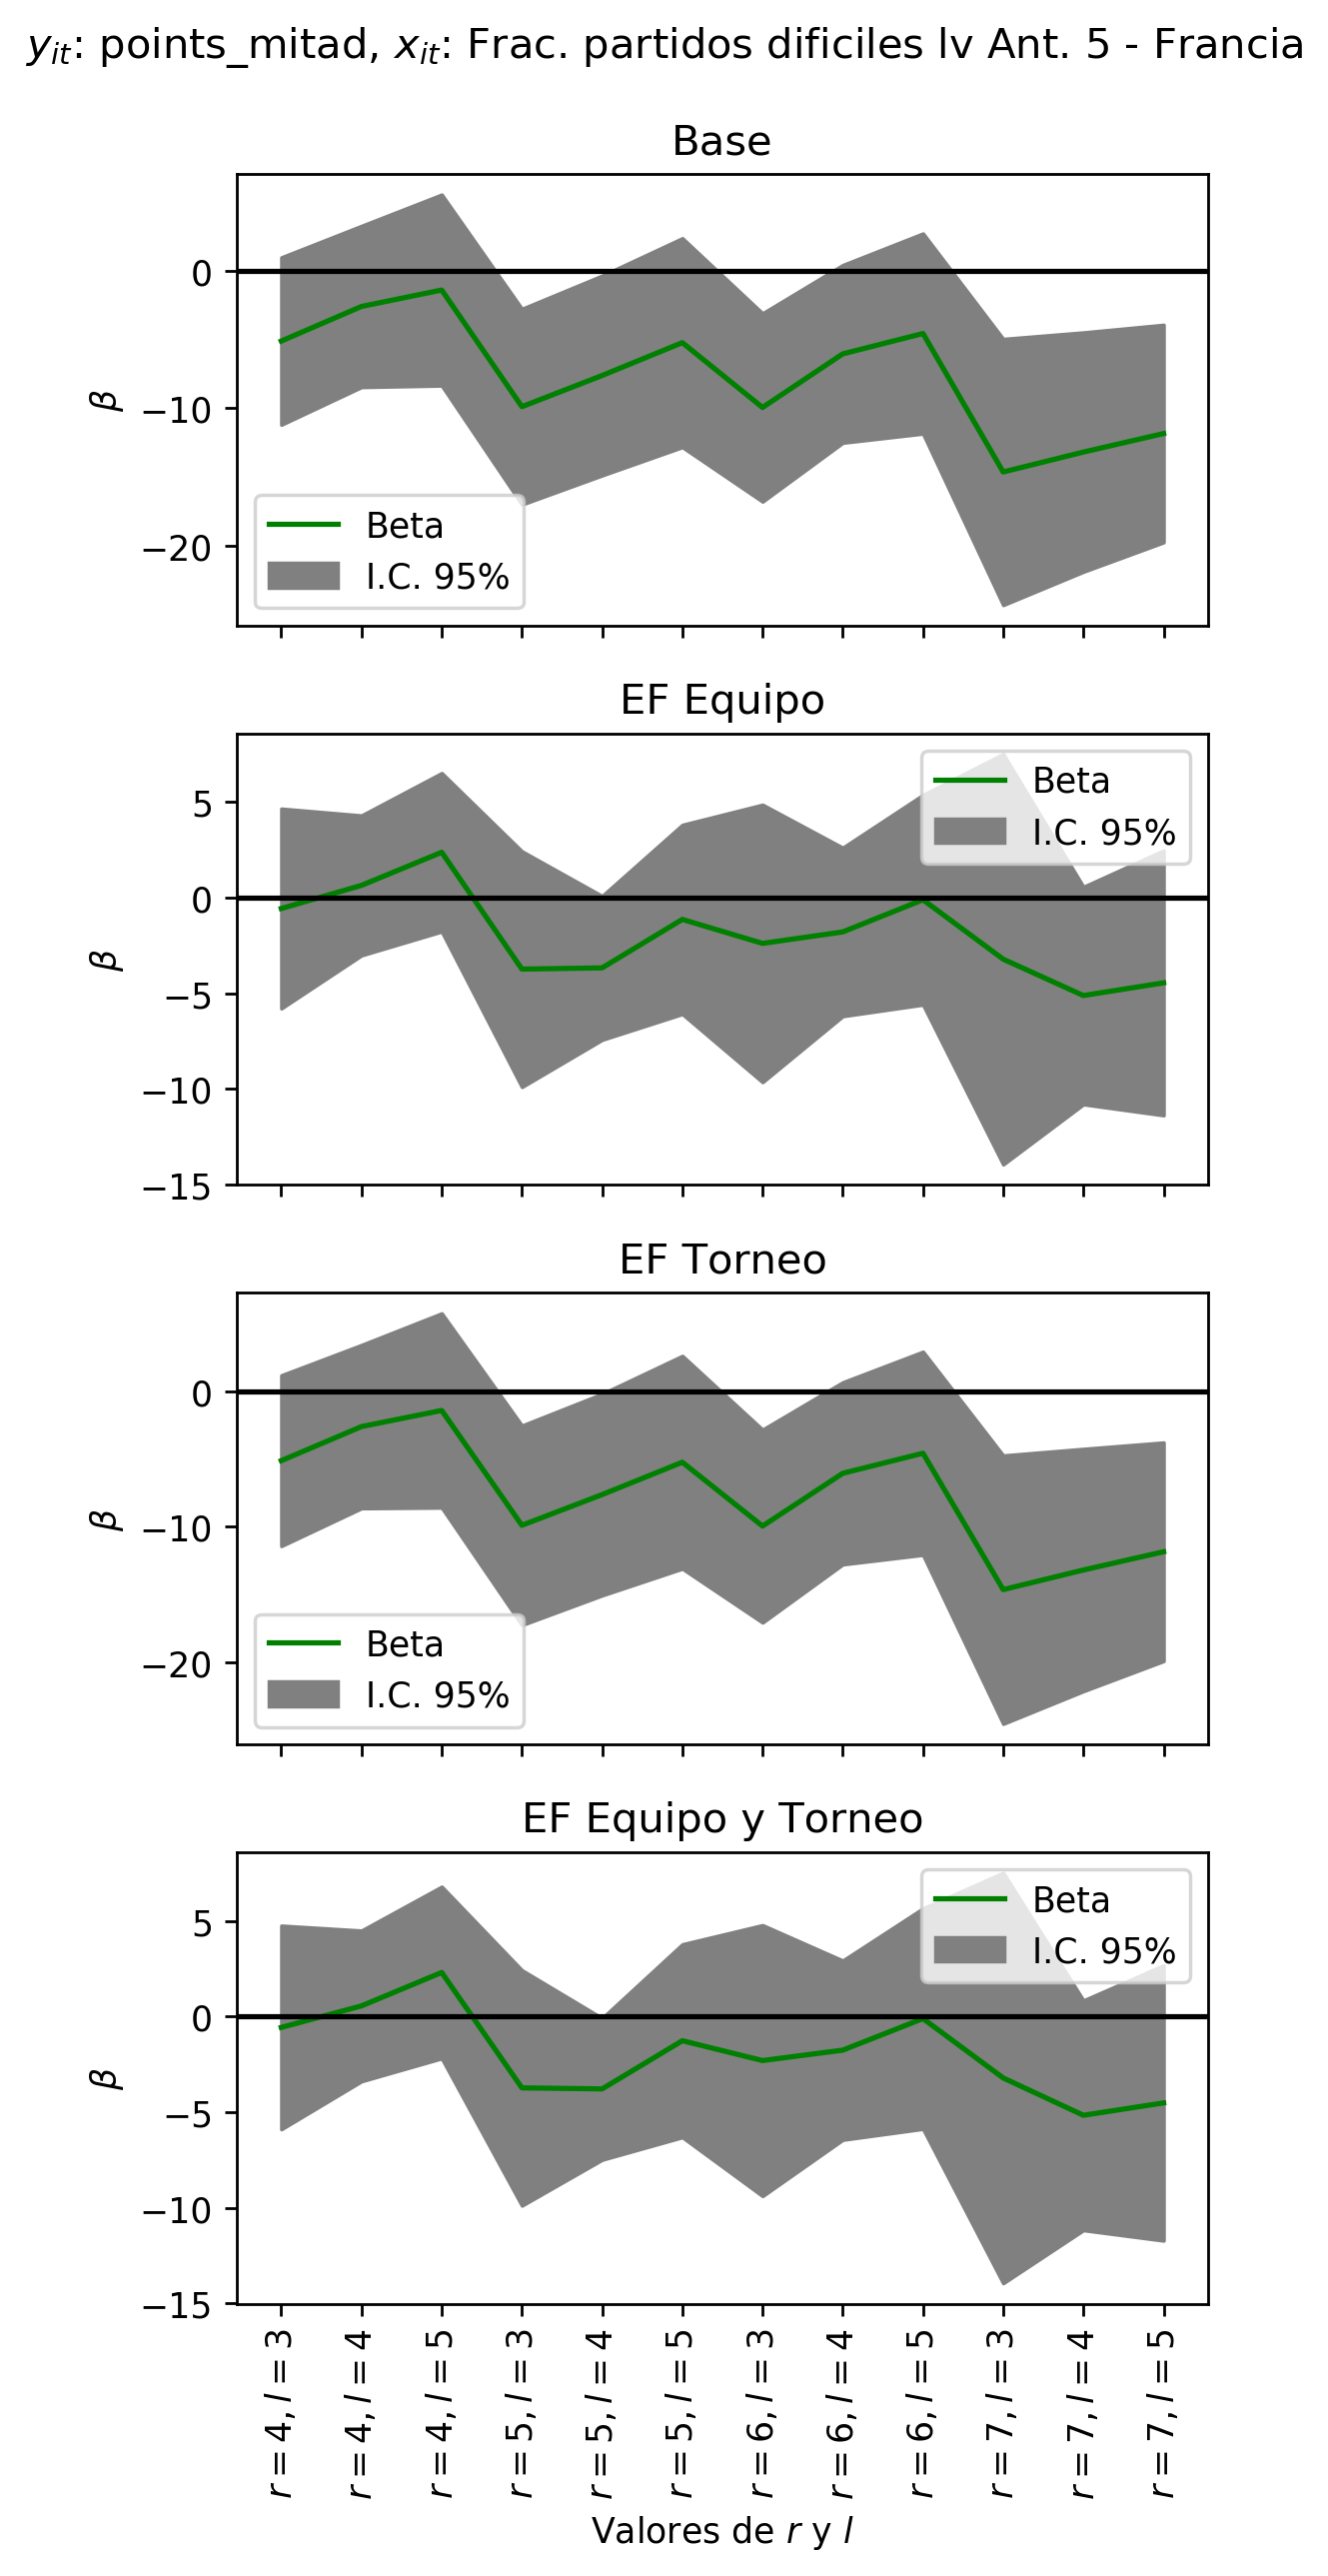 y_it: points_mitad, x_it: Frac. partidos dificiles lv Ant. 5 - Francia
Base
0
−10
−20
β
Beta
I.C. 95%
EF Equipo
5
0
−5
−10
−15
β
Beta
I.C. 95%
EF Torneo
0
−10
−20
β
Beta
I.C. 95%
EF Equipo y Torneo
5
0
−5
−10
−15
β
Beta
I.C. 95%
r = 4, l = 3
r = 4, l = 4
r = 4, l = 5
r = 5, l = 3
r = 5, l = 4
r = 5, l = 5
r = 6, l = 3
r = 6, l = 4
r = 6, l = 5
r = 7, l = 3
r = 7, l = 4
r = 7, l = 5
Valores de r y l